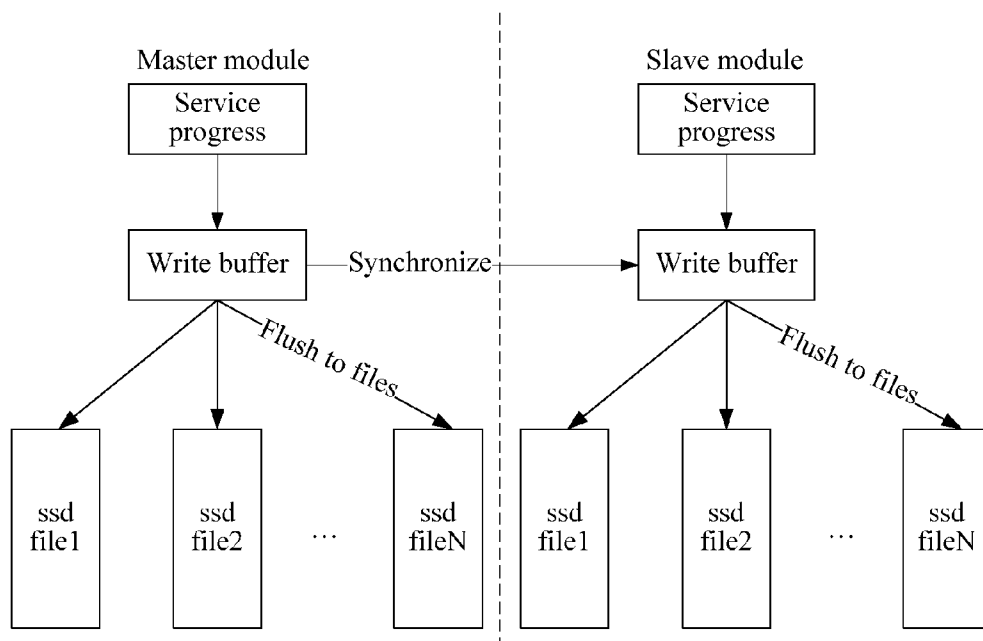 Master module
Service
progress
Write buffer
Synchronize
Flush to files
ssd
file1
ssd
file2
...
ssd
fileN
Slave module
Service
progress
Write buffer
Flush to files
ssd
file1
ssd
file2
...
ssd
fileN